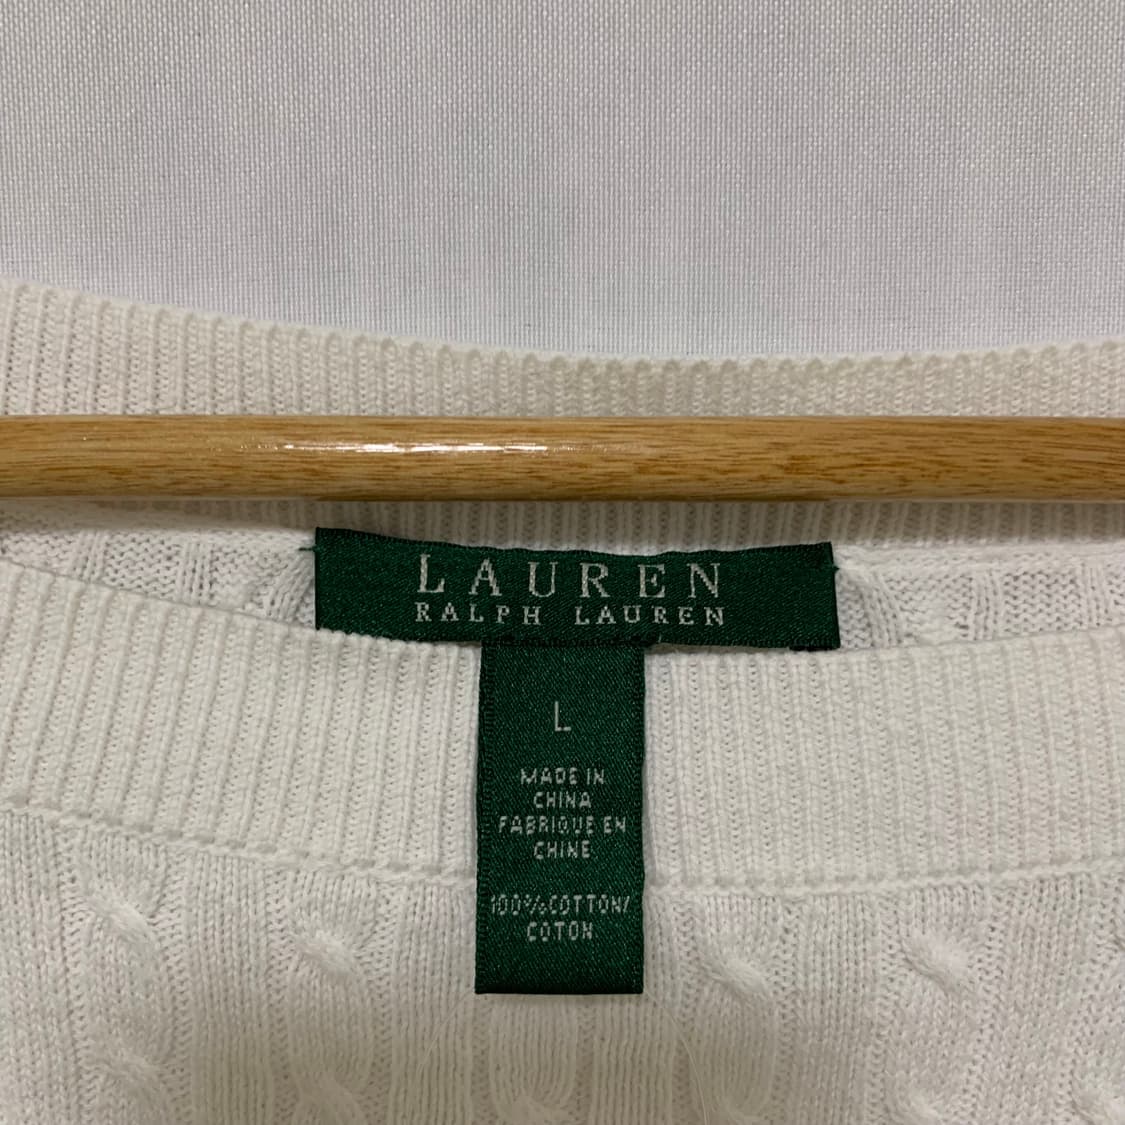 LAUREN
RALPH LAUREN
L
MADE IN
CHINA
FABRIQUE EN
CHINE
100%COTTON/
COTON